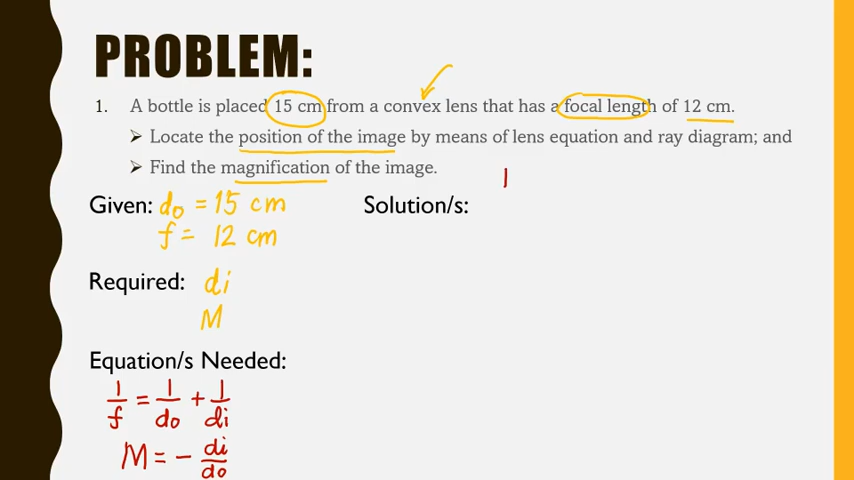 PROBLEM:
1. A bottle is placed 15 cm from a convex lens that has a focal length of 12 cm.
➢ Locate the position of the image by means of lens equation and ray diagram; and
➢ Find the magnification of the image.
Given: do = 15 cm
f = 12 cm
Solution/s:
1
Required: di
M
Equation/s Needed:
1/f = 1/do + 1/di
M = - di/do